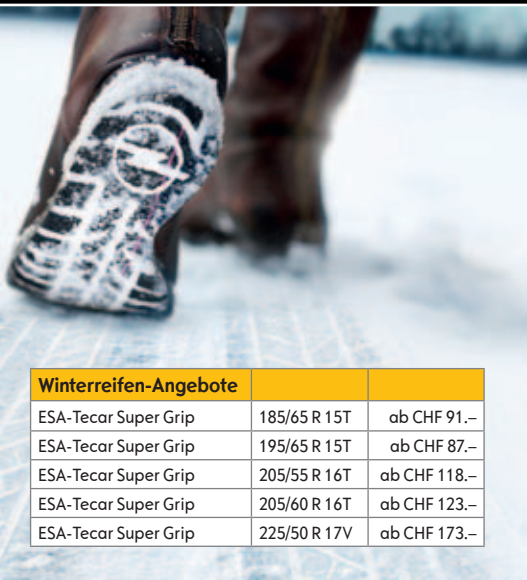 Winterreifen-Angebote
ESA-Tecar Super Grip 185/65 R 15T ab CHF 91.–
ESA-Tecar Super Grip 195/65 R 15T ab CHF 87.–
ESA-Tecar Super Grip 205/55 R 16T ab CHF 118.–
ESA-Tecar Super Grip 205/60 R 16T ab CHF 123.–
ESA-Tecar Super Grip 225/50 R 17V ab CHF 173.–